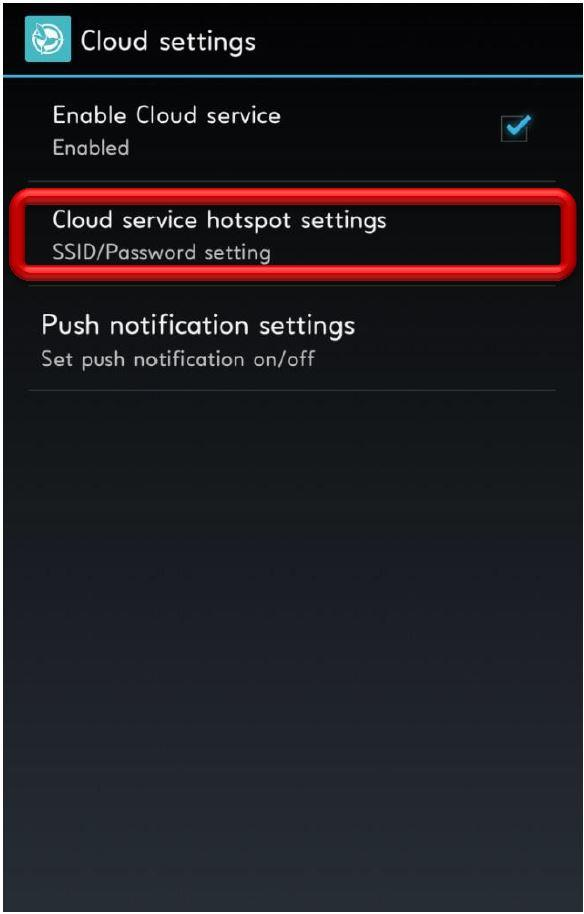 Cloud settings
Enable Cloud service
Enabled
Cloud service hotspot settings
SSID/Password setting
Push notification settings
Set push notification on/off